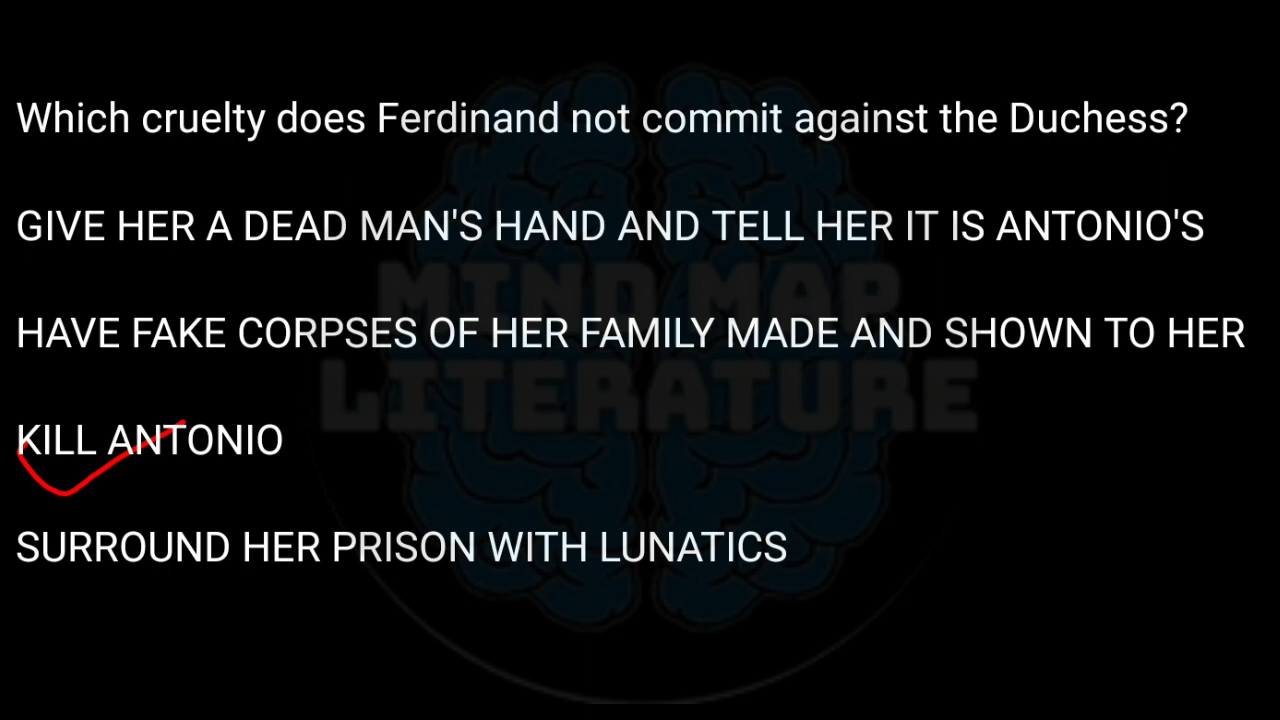 Which cruelty does Ferdinand not commit against the Duchess?
GIVE HER A DEAD MAN'S HAND AND TELL HER IT IS ANTONIO'S
HAVE FAKE CORPSES OF HER FAMILY MADE AND SHOWN TO HER
MIND MAP
LITERATURE
KILL ANTONIO
SURROUND HER PRISON WITH LUNATICS